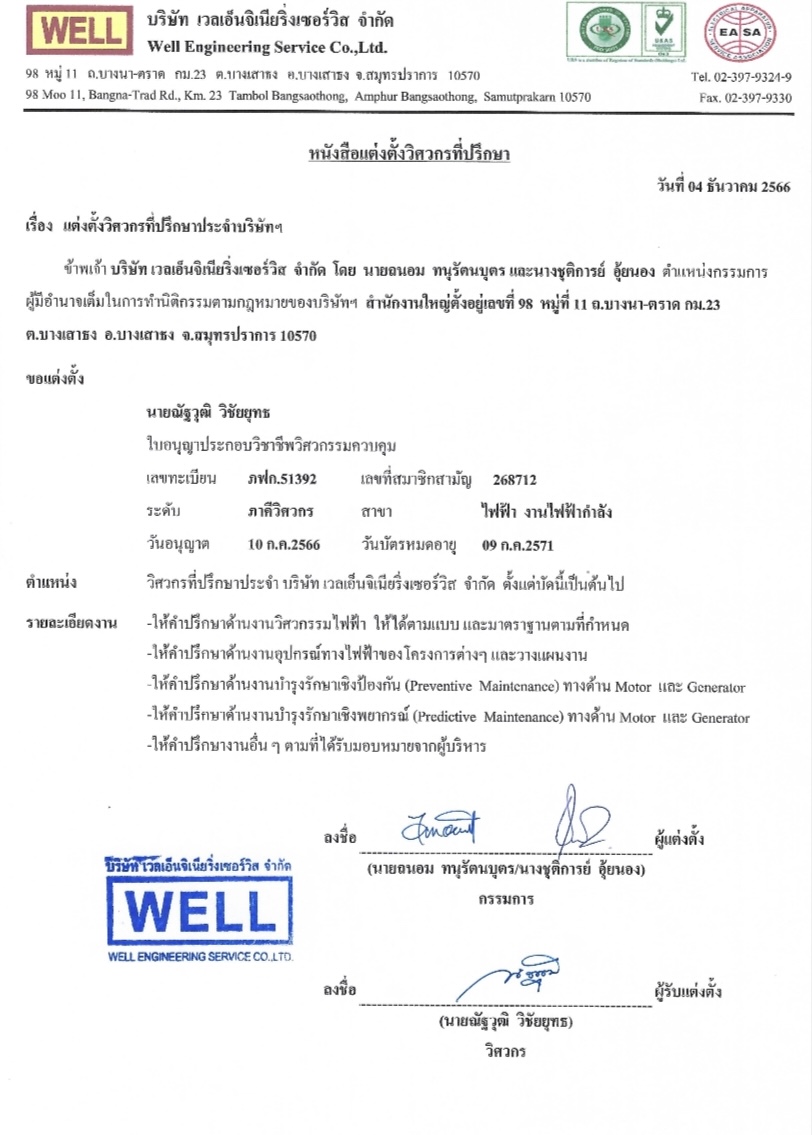 WELL
บริษัท เวลเอ็นจิเนียริ่งเซอร์วิส จำกัด
Well Engineering Service Co.,Ltd.
UKAS
EASA
98 หมู่ 11 ถ.บางนา-ตราด กม.23 ต.บางเสาธง อ.บางเสาธง จ.สมุทรปราการ 10570
Tel. 02-397-9324-9
98 Moo 11, Bangna-Trad Rd., Km. 23 Tambol Bangsaothong, Amphur Bangsaothong, Samutprakarn 10570
Fax. 02-397-9330
หนังสือแต่งตั้งวิศวกรที่ปรึกษา
วันที่ 04 ธันวาคม 2566
เรื่อง แต่งตั้งวิศวกรที่ปรึกษาประจำบริษัทฯ
ข้าพเจ้า บริษัท เวลเอ็นจิเนียริ่งเซอร์วิส จำกัด โดย นายถนอม ทนุรัตนบุตร และนางชุติการย์ อุ้ยนอง ตำแหน่งกรรมการ
ผู้มีอำนาจเต็มในการทำนิติกรรมตามกฎหมายของบริษัทฯ สำนักงานใหญ่ตั้งอยู่เลขที่ 98 หมู่ที่ 11 ถ.บางนา-ตราด กม.23
ต.บางเสาธง อ.บางเสาธง จ.สมุทรปราการ 10570
ขอแต่งตั้ง
นายณัฐวุฒิ วิชัยยุทธ
ใบอนุญาประกอบวิชาชีพวิศวกรรมควบคุม
เลขทะเบียน ภฟก.51392 เลขที่สมาชิกสามัญ 268712
ระดับ ภาคีวิศวกร สาขา ไฟฟ้า งานไฟฟ้ากำลัง
วันอนุญาต 10 ก.ค.2566 วันบัตรหมดอายุ 09 ก.ค.2571
ตำแหน่ง วิศวกรที่ปรึกษาประจำ บริษัท เวลเอ็นจิเนียริ่งเซอร์วิส จำกัด ตั้งแต่บัดนี้เป็นต้นไป
รายละเอียดงาน -ให้คำปรึกษาด้านงานวิศวกรรมไฟฟ้า ให้ได้ตามแบบ และมาตราฐานตามที่กำหนด
-ให้คำปรึกษาด้านงานอุปกรณ์ทางไฟฟ้าของโครงการต่างๆ และวางแผนงาน
-ให้คำปรึกษาด้านงานบำรุงรักษาเชิงป้องกัน (Preventive Maintenance) ทางด้าน Motor และ Generator
-ให้คำปรึกษาด้านงานบำรุงรักษาเชิงพยากรณ์ (Predictive Maintenance) ทางด้าน Motor และ Generator
-ให้คำปรึกษางานอื่น ๆ ตามที่ได้รับมอบหมายจากผู้บริหาร
ลงชื่อ ผู้แต่งตั้ง
(นายถนอม ทนุรัตนบุตร/นางชุติการย์ อุ้ยนอง)
กรรมการ
บริษัท เวลเอ็นจิเนียริ่งเซอร์วิส จำกัด
WELL
WELL ENGINEERING SERVICE CO.,LTD.
ลงชื่อ ผู้รับแต่งตั้ง
(นายณัฐวุฒิ วิชัยยุทธ)
วิศวกร